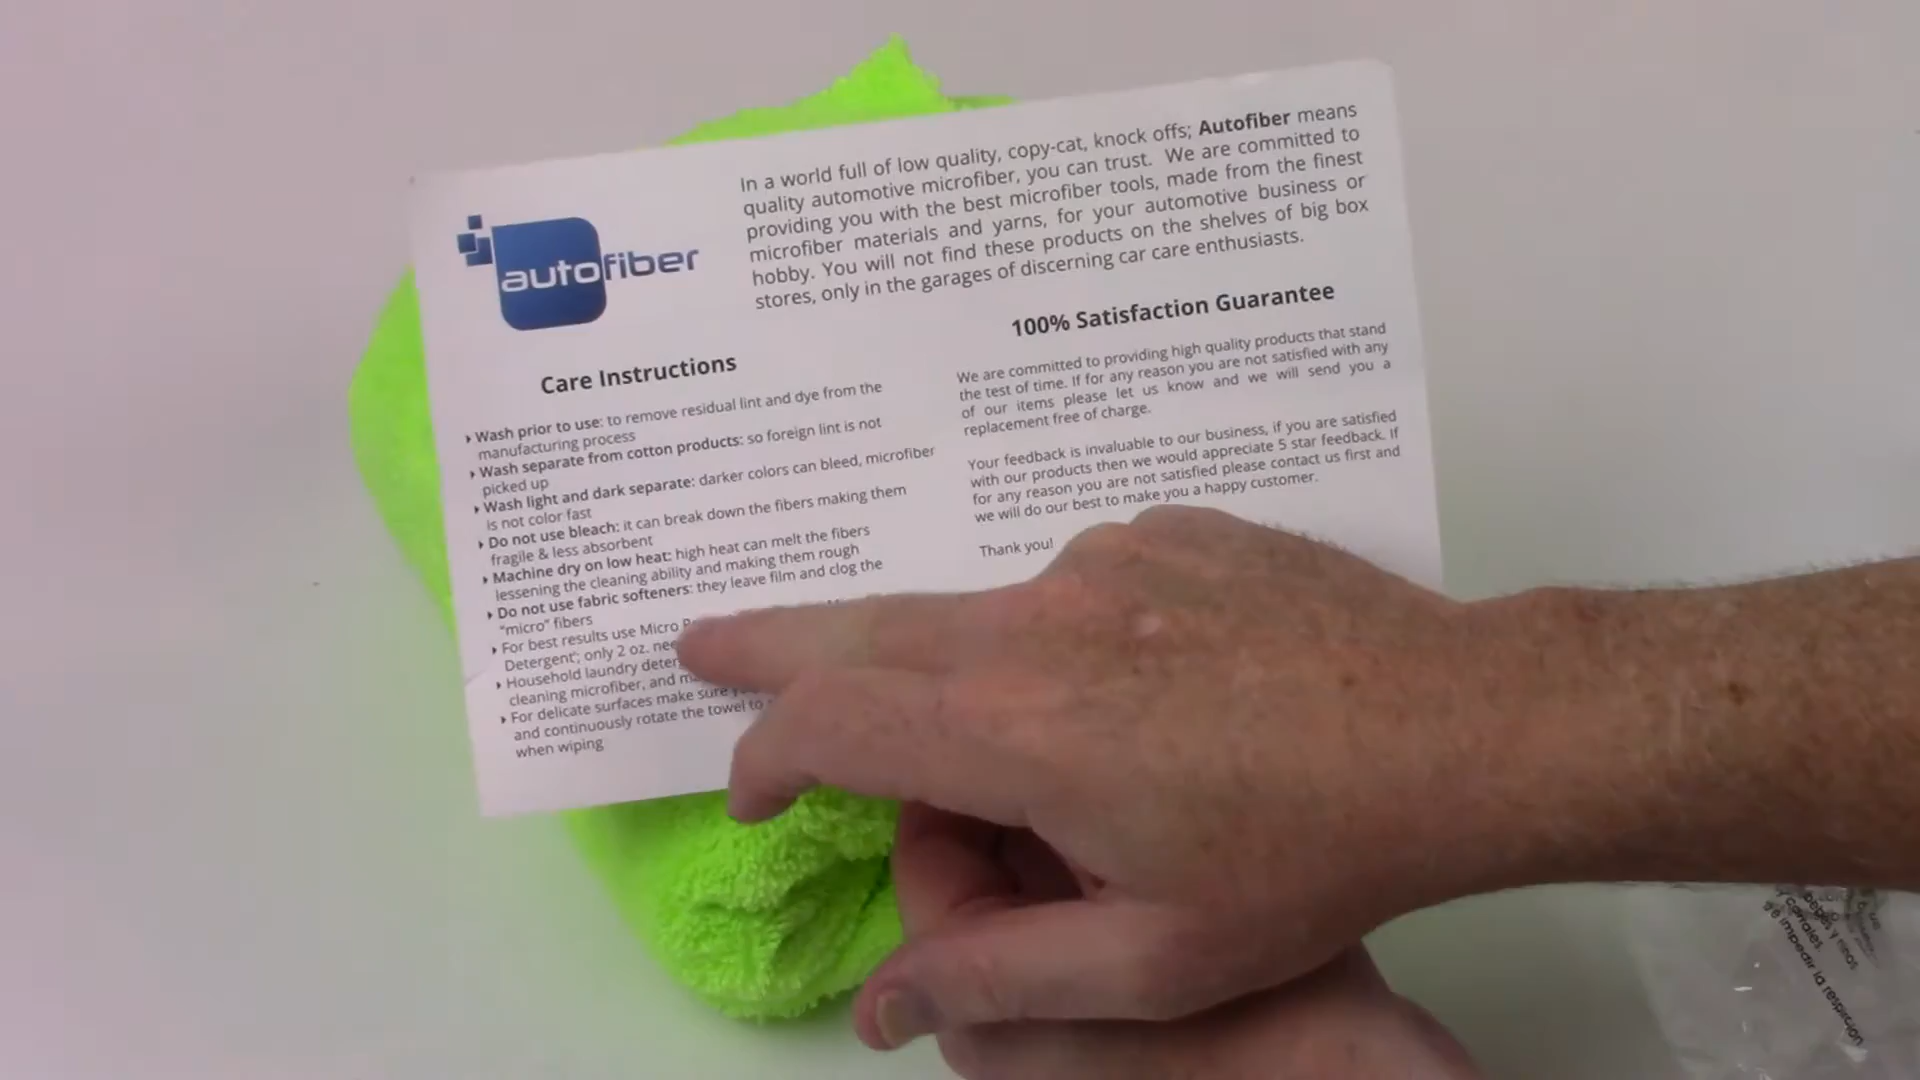 autofiber
In a world full of low quality, copy-cat, knock offs; Autofiber means
quality automotive microfiber, you can trust. We are committed to
providing you with the best microfiber tools, made from the finest
microfiber materials and yarns, for your automotive business or
hobby. You will not find these products on the shelves of big box
stores, only in the garages of discerning car care enthusiasts.
Care Instructions
Wash prior to use: to remove residual lint and dye from the
manufacturing process
Wash separate from cotton products: so foreign lint is not
picked up
Wash light and dark separate: darker colors can bleed, microfiber
is not color fast
Do not use bleach: it can break down the fibers making them
fragile & less absorbent
Machine dry on low heat: high heat can melt the fibers
lessening the cleaning ability and making them rough
Do not use fabric softeners: they leave film and clog the
"micro" fibers
For best results use Micro
Detergent; only 2 oz.
Household laundry
cleaning microfiber, and
For delicate surfaces make sure
and continuously rotate the towel to
when wiping
100% Satisfaction Guarantee
We are committed to providing high quality products that stand
the test of time. If for any reason you are not satisfied with any
of our items please let us know and we will send you a
replacement free of charge.
Your feedback is invaluable to our business, if you are satisfied
with our products then we would appreciate 5 star feedback. If
for any reason you are not satisfied please contact us first and
we will do our best to make you a happy customer.
Thank you!
corrales.
impedir la respiración